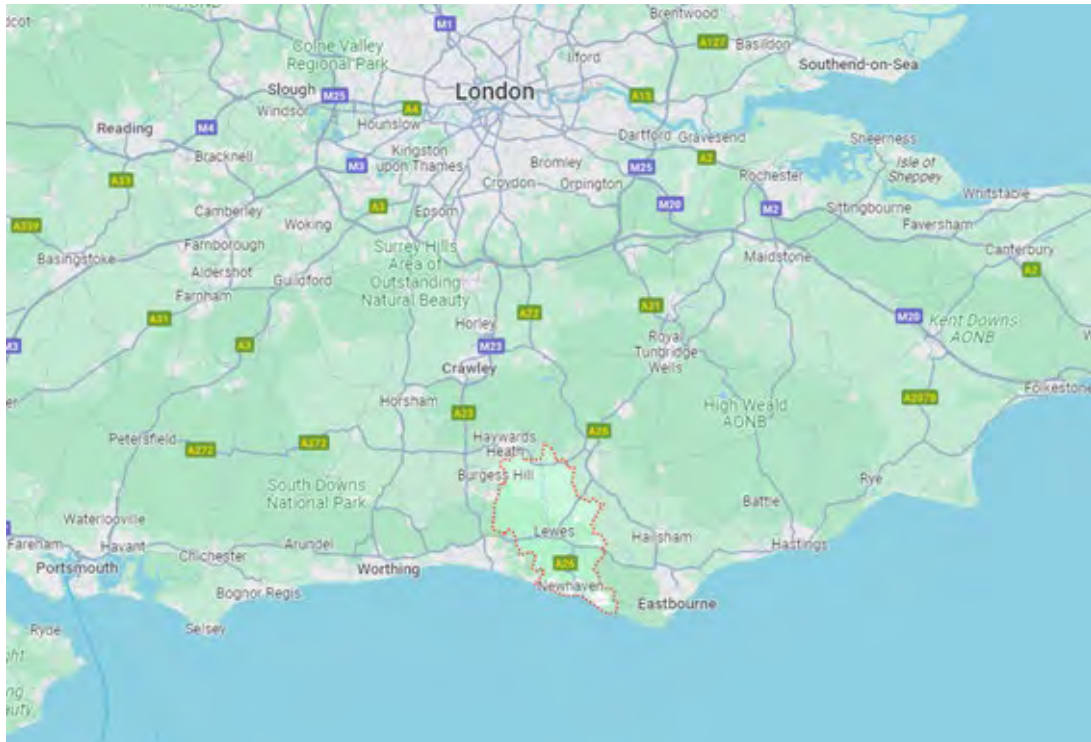 Brentwood
M1
A127
Basildon
Colne Valley
Regional Park
Ilford
Southend-on-Sea
Slough
M25
London
Windsor
A4
A13
Reading
M4
Hounslow
Dartford
Gravesend
Sheerness
Bracknell
M3
Kingston
upon Thames
Bromley
M25
A2
Isle of
Sheppey
A33
Croydon
Orpington
Rochester
Whitstable
Camberley
A3
Epsom
M20
M2
Sittingbourne
Faversham
A339
Woking
Farnborough
Surrey Hills
Area of
Outstanding
Natural Beauty
Maidstone
Canterbury
Basingstoke
Aldershot
Guildford
A2
Farnham
A31
Horley
A22
A21
M20
Kent Downs
AONB
M3
A3
M23
Royal
Tunbridge
Wells
Crawley
Folkestone
Horsham
A23
High Weald
AONB
A2070
Petersfield
A272
A272
Haywards
Heath
A26
Burgess Hill
South Downs
National Park
Rye
Battle
Waterlooville
Lewes
Hailsham
Hastings
Fareham
Havant
Chichester
Arundel
Portsmouth
Worthing
A26
Bognor Regis
Newhaven
Eastbourne
Selsey
Ryde